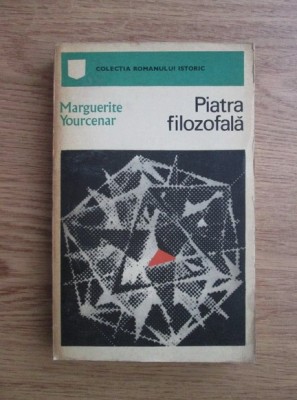 COLECȚIA ROMANULUI ISTORIC
Marguerite
Yourcenar
Piatra
filozofală